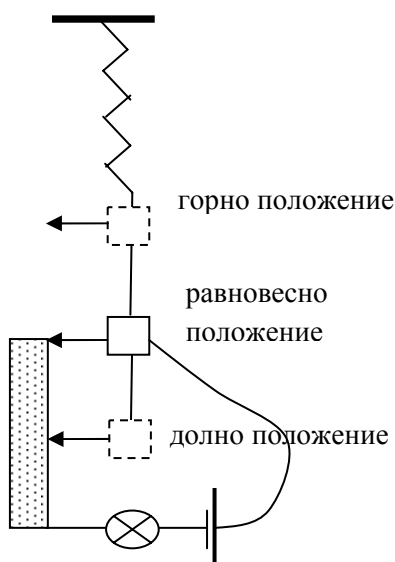 горно положение
равновесно
положение
долно положение